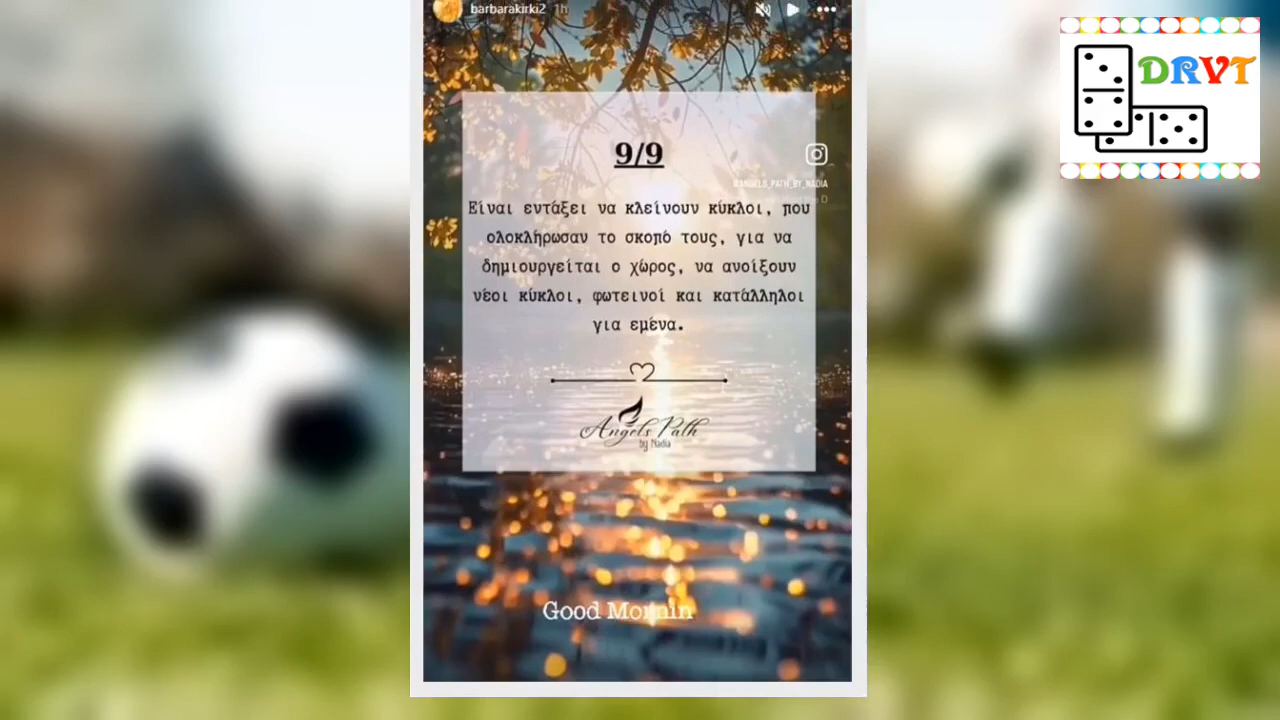 barbarakirki2 1h
DRVT
9/9
@ANGELS_PATH_BY_NADIA
Είναι εντάξει να κλείνουν κύκλοι, που
ολοκλήρωσαν το σκοπό τους, για να
δημιουργείται ο χώρος, να ανοίξουν
νέοι κύκλοι, φωτεινοί και κατάλληλοι
για εμένα.
Angels Path
by Nadia
Good Mornin